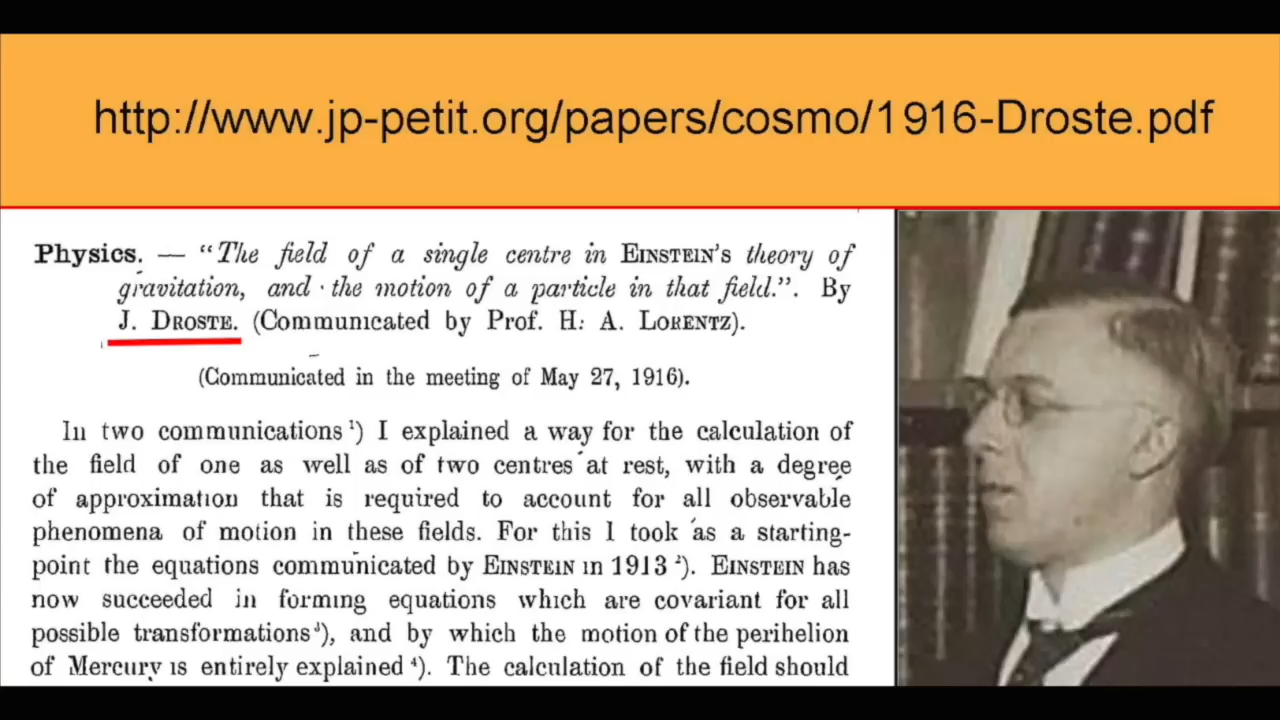 http://www.jp-petit.org/papers/cosmo/1916-Droste.pdf
Physics. — “The field of a single centre in EINSTEIN'S theory of
gravitation, and the motion of a particle in that field.”. By
J. DROSTE. (Communicated by Prof. H: A. LORENTZ).
(Communicated in the meeting of May 27, 1916).
In two communications ¹) I explained a way for the calculation of
the field of one as well as of two centres at rest, with a degree
of approximation that is required to account for all observable
phenomena of motion in these fields. For this I took as a starting-
point the equations communicated by EINSTEIN in 1913 ²). EINSTEIN has
now succeeded in forming equations which are covariant for all
possible transformations ³), and by which the motion of the perihelion
of Mercury is entirely explained ⁴). The calculation of the field should